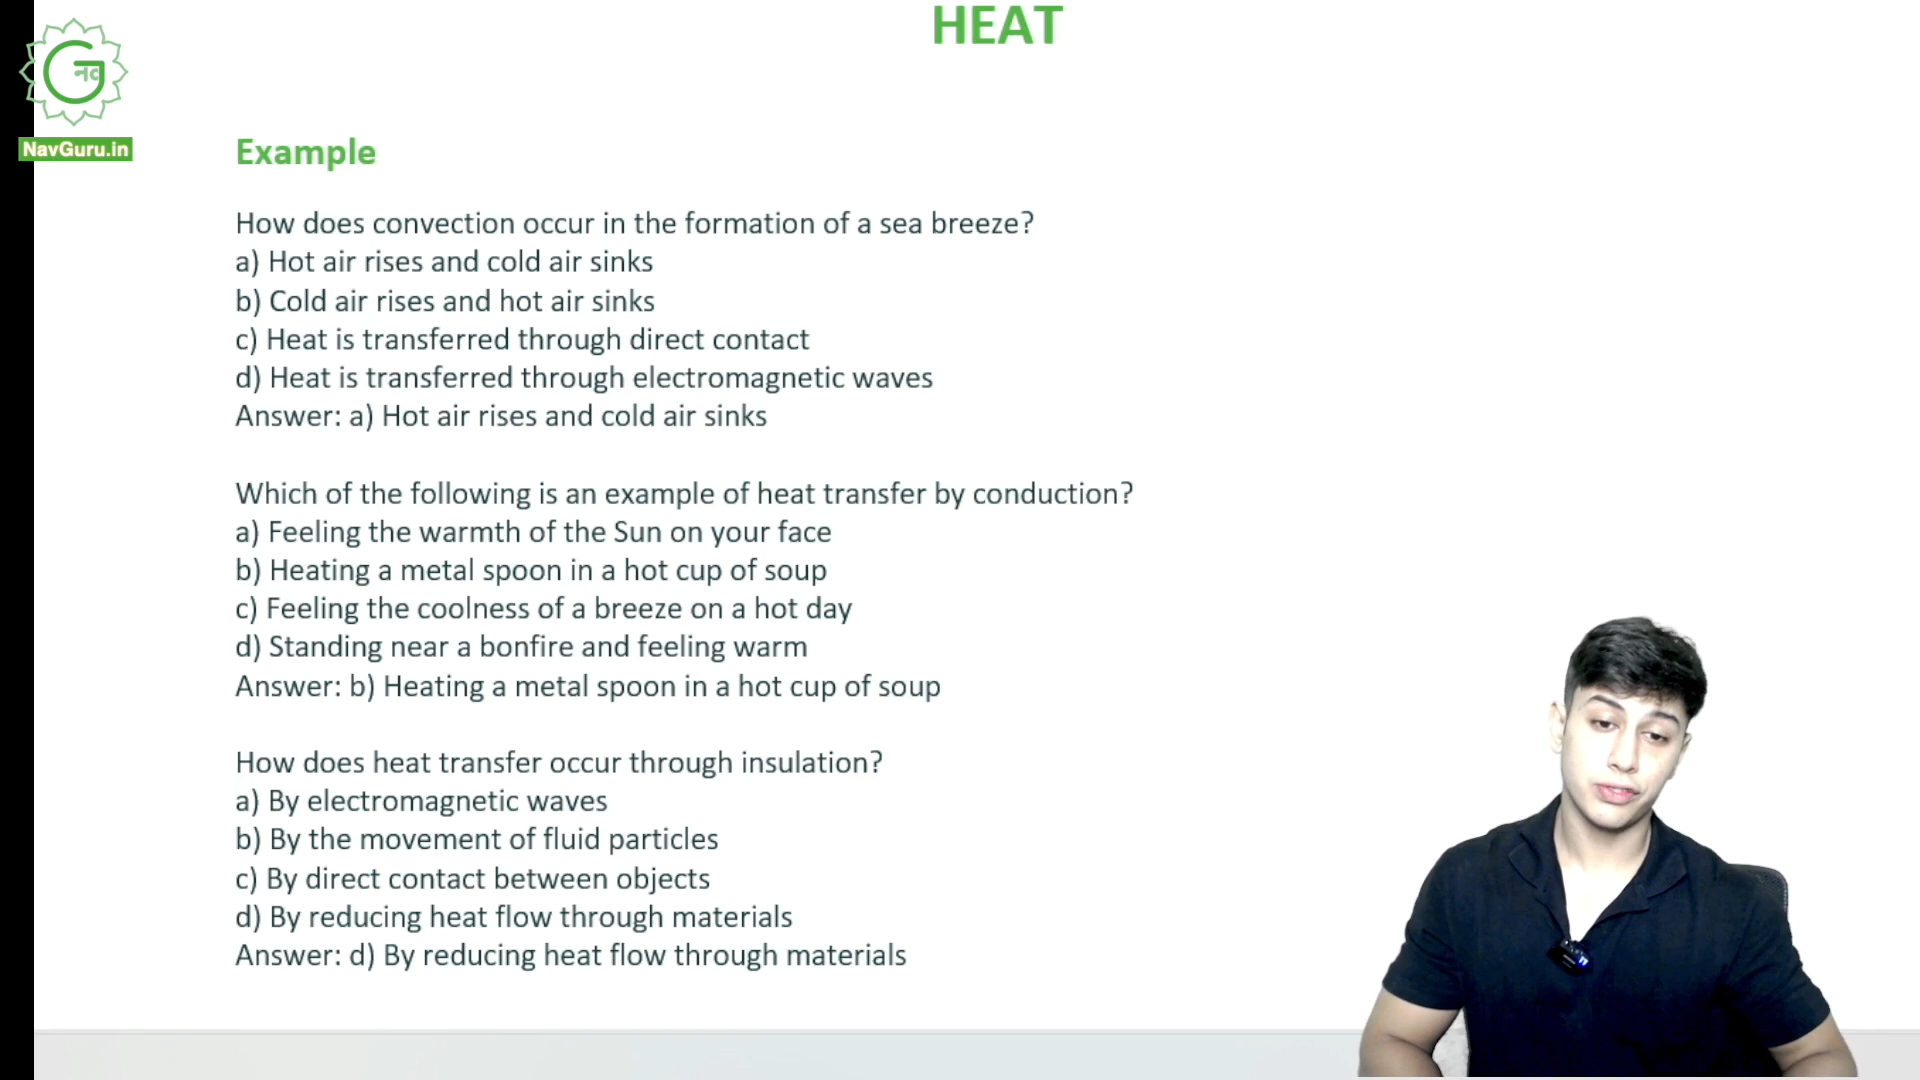 HEAT
नव
NavGuru.in
Example
How does convection occur in the formation of a sea breeze?
a) Hot air rises and cold air sinks
b) Cold air rises and hot air sinks
c) Heat is transferred through direct contact
d) Heat is transferred through electromagnetic waves
Answer: a) Hot air rises and cold air sinks
Which of the following is an example of heat transfer by conduction?
a) Feeling the warmth of the Sun on your face
b) Heating a metal spoon in a hot cup of soup
c) Feeling the coolness of a breeze on a hot day
d) Standing near a bonfire and feeling warm
Answer: b) Heating a metal spoon in a hot cup of soup
How does heat transfer occur through insulation?
a) By electromagnetic waves
b) By the movement of fluid particles
c) By direct contact between objects
d) By reducing heat flow through materials
Answer: d) By reducing heat flow through materials